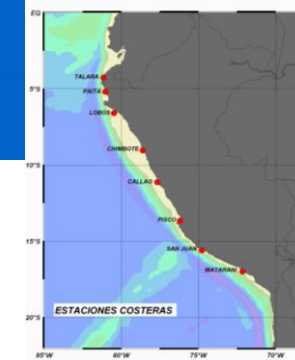 EQ
TALARA
5°S
PAITA
LOBOS
CHIMBOTE
10°S
CALLAO
PISCO
15°S
SAN JUAN
MATARANI
ESTACIONES COSTERAS
20°S
85°W
80°W
75°W
70°W